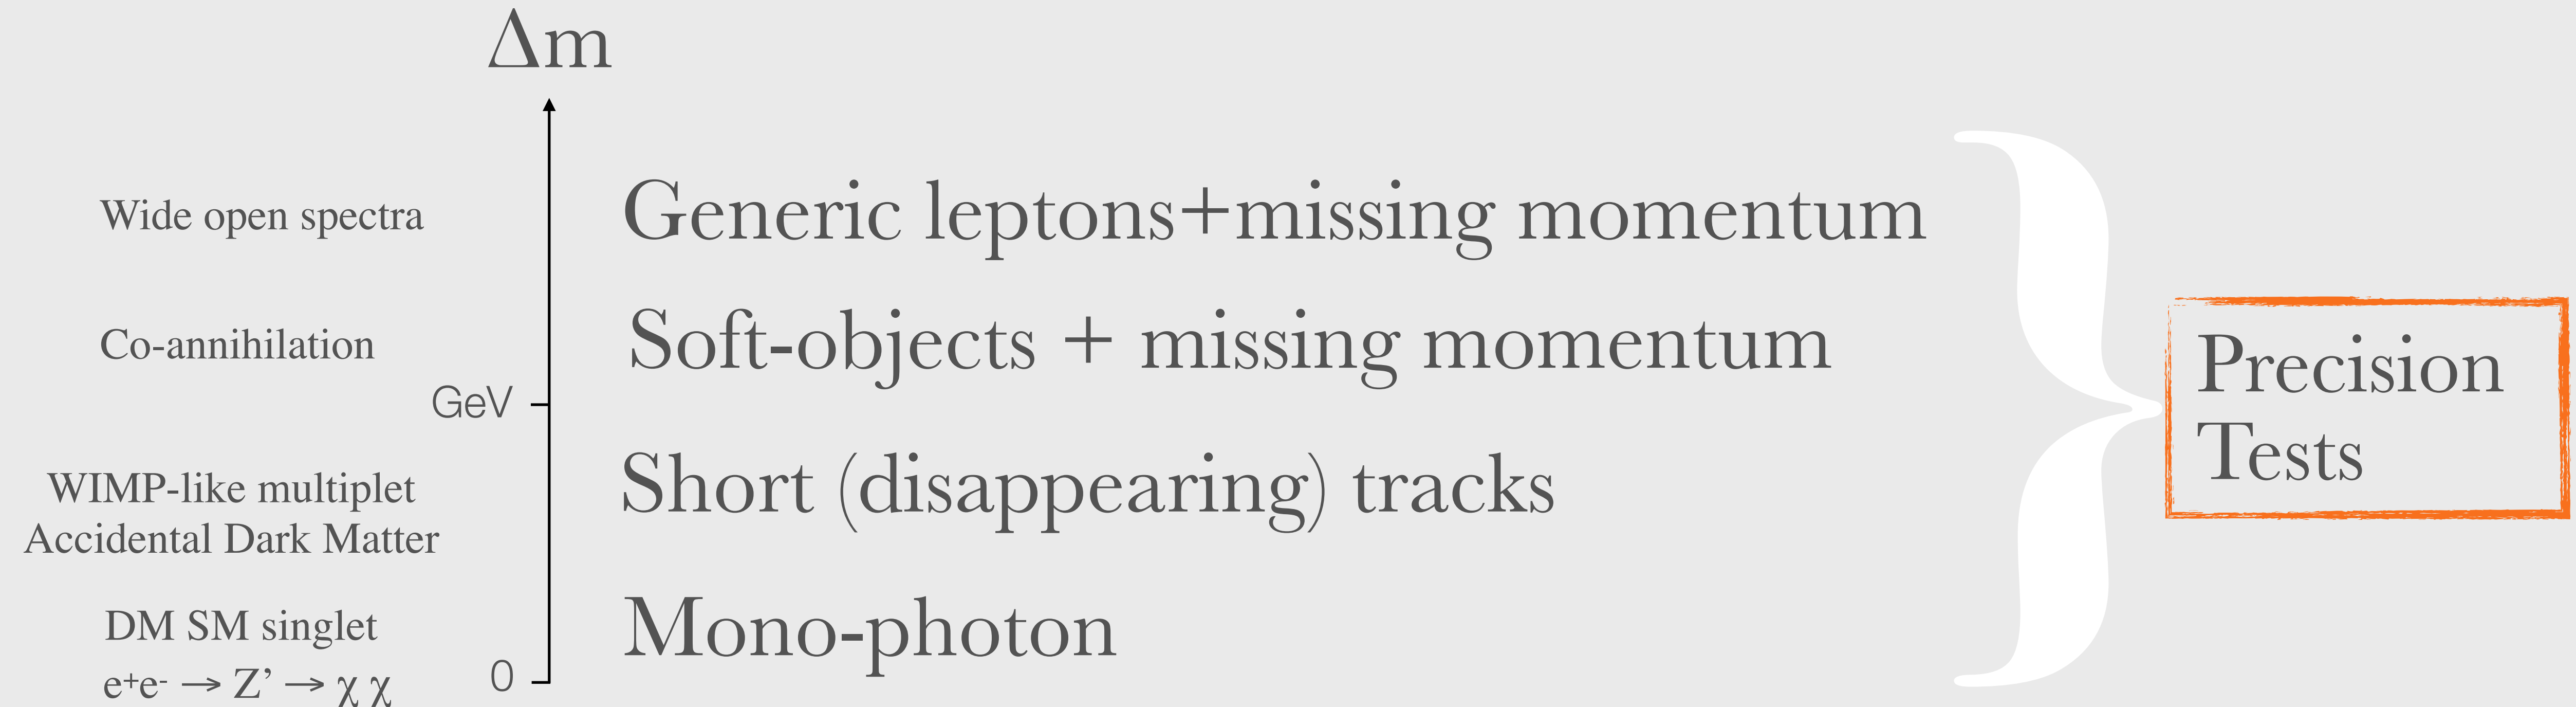 Δm
Wide open spectra
Generic leptons+missing momentum
Co-annihilation
Soft-objects + missing momentum
GeV
WIMP-like multiplet
Accidental Dark Matter
Short (disappearing) tracks
DM SM singlet
e⁺e⁻ → Z’ → χ χ
Mono-photon
0
Precision
Tests